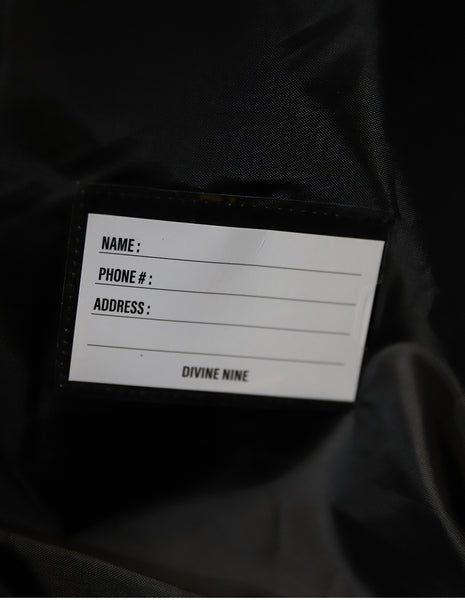 NAME:
PHONE #:
ADDRESS:
DIVINE NINE